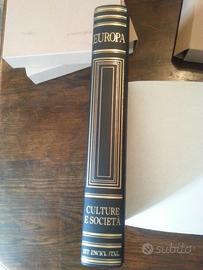 EUROPA
CULTURE
E SOCIETÀ
IST. ENCICL. ITAL.
subito